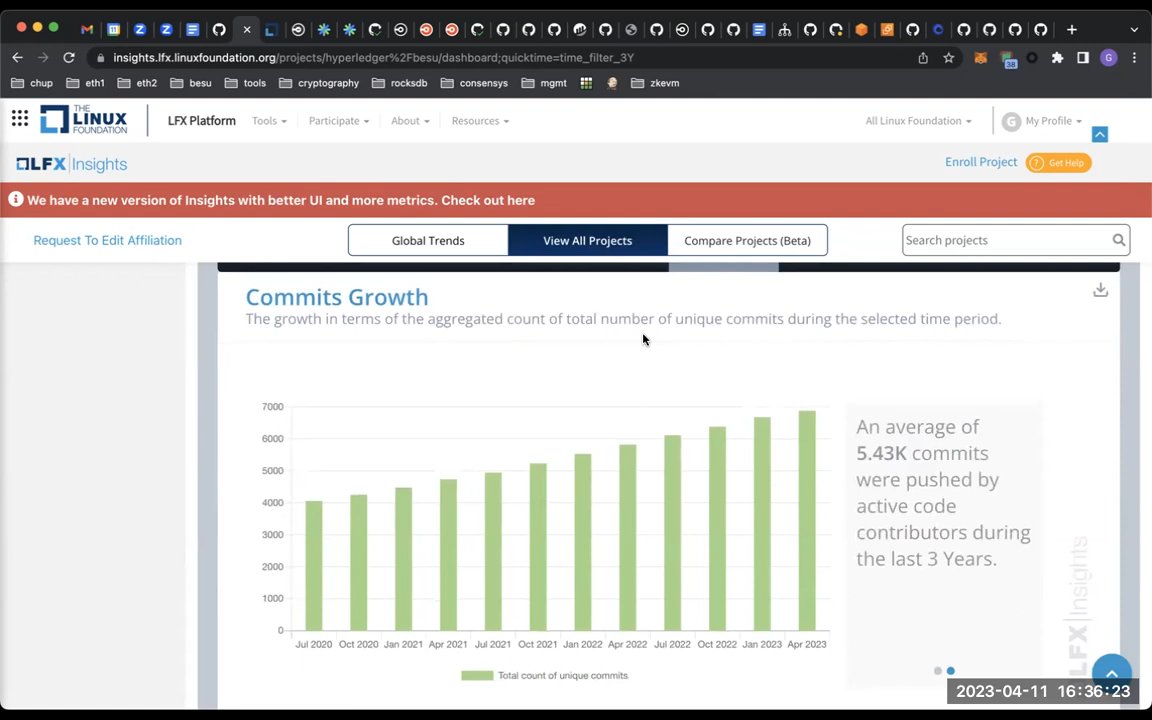 insights.lfx.linuxfoundation.org/projects/hyperledger%2Fbesu/dashboard;quicktime=time_filter_3Y
38
G
chup eth1 eth2 besu tools cryptography rocksdb consensys mgmt zkevm
THE LINUX FOUNDATION
LFX Platform Tools Participate About Resources
All Linux Foundation G My Profile
LFX Insights
Enroll Project ? Get Help
We have a new version of Insights with better UI and more metrics. Check out here
Request To Edit Affiliation
Global Trends View All Projects Compare Projects (Beta)
Search projects
Commits Growth
The growth in terms of the aggregated count of total number of unique commits during the selected time period.
7000
6000
5000
4000
3000
2000
1000
0
Jul 2020 Oct 2020 Jan 2021 Apr 2021 Jul 2021 Oct 2021 Jan 2022 Apr 2022 Jul 2022 Oct 2022 Jan 2023 Apr 2023
Total count of unique commits
An average of
5.43K commits
were pushed by
active code
contributors during
the last 3 Years.
LFX Insights
2023-04-11 16:36:23